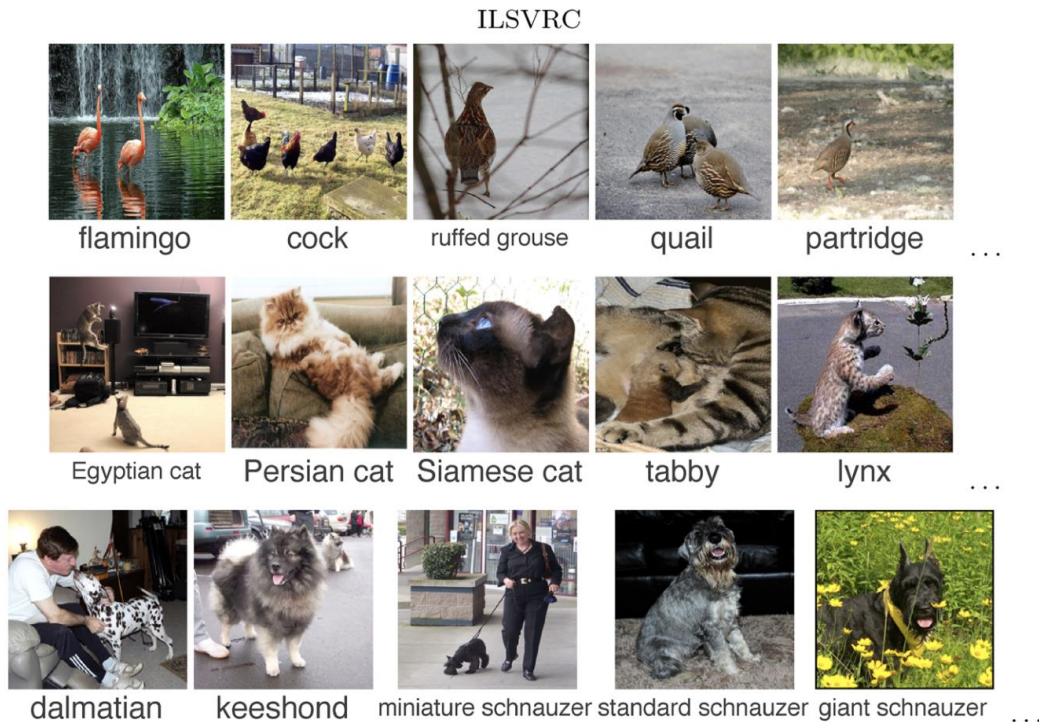 ILSVRC
flamingo cock ruffed grouse quail partridge ...
Egyptian cat Persian cat Siamese cat tabby lynx ...
dalmatian keeshond miniature schnauzer standard schnauzer giant schnauzer ...